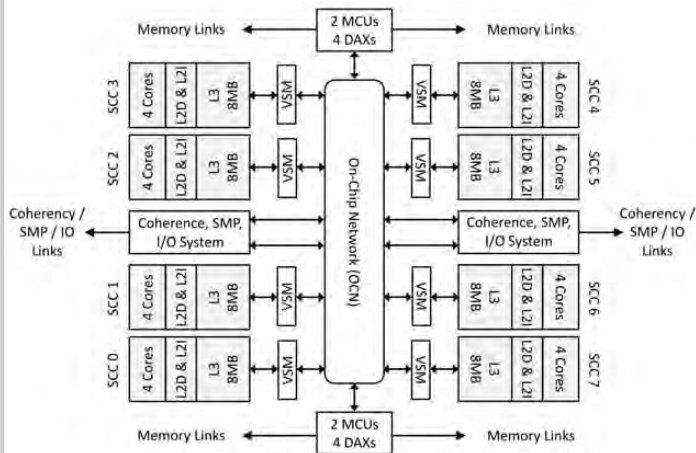 Memory Links
2 MCUs
4 DAXs
Memory Links
SCC 3
4 Cores
L2D & L2I
L3
8MB
VSM
VSM
L3
8MB
L2D & L2I
4 Cores
SCC 4
SCC 2
4 Cores
L2D & L2I
L3
8MB
VSM
VSM
L3
8MB
L2D & L2I
4 Cores
SCC 5
Coherency /
SMP / IO
Links
Coherence, SMP,
I/O System
On-Chip Network (OCN)
Coherence, SMP,
I/O System
Coherency /
SMP / IO
Links
SCC 1
4 Cores
L2D & L2I
L3
8MB
VSM
VSM
L3
8MB
L2D & L2I
4 Cores
SCC 6
SCC 0
4 Cores
L2D & L2I
L3
8MB
VSM
VSM
L3
8MB
L2D & L2I
4 Cores
SCC 7
Memory Links
2 MCUs
4 DAXs
Memory Links